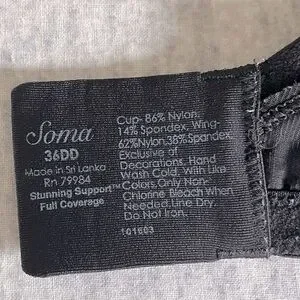 Soma
36DD
Made in Sri Lanka
Rn 79984
Stunning Support™
Full Coverage
Cup- 86% Nylon,
14% Spandex, Wing-
62%Nylon,38% Spandex,
Exclusive of
Decorations. Hand
Wash Cold. With Like
Colors.Only Non-
Chlorine Bleach When
Needed.Line Dry.
Do Not Iron.
101603